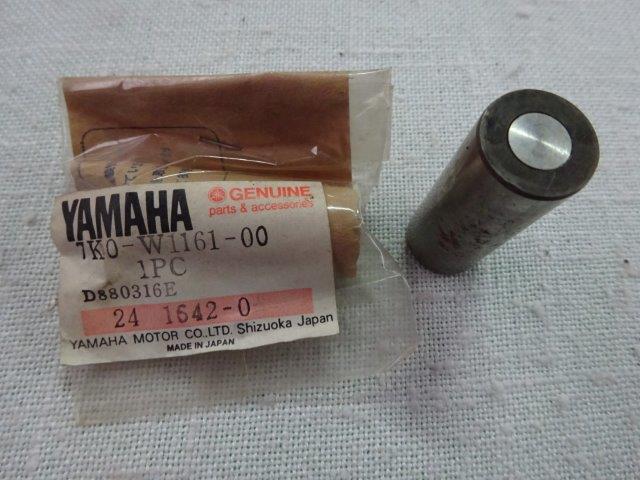 YAMAHA
GENUINE
parts & accessories
1K0-W1161-00
1PC
D880316E
24 1642-0
YAMAHA MOTOR CO.,LTD. Shizuoka Japan
MADE IN JAPAN